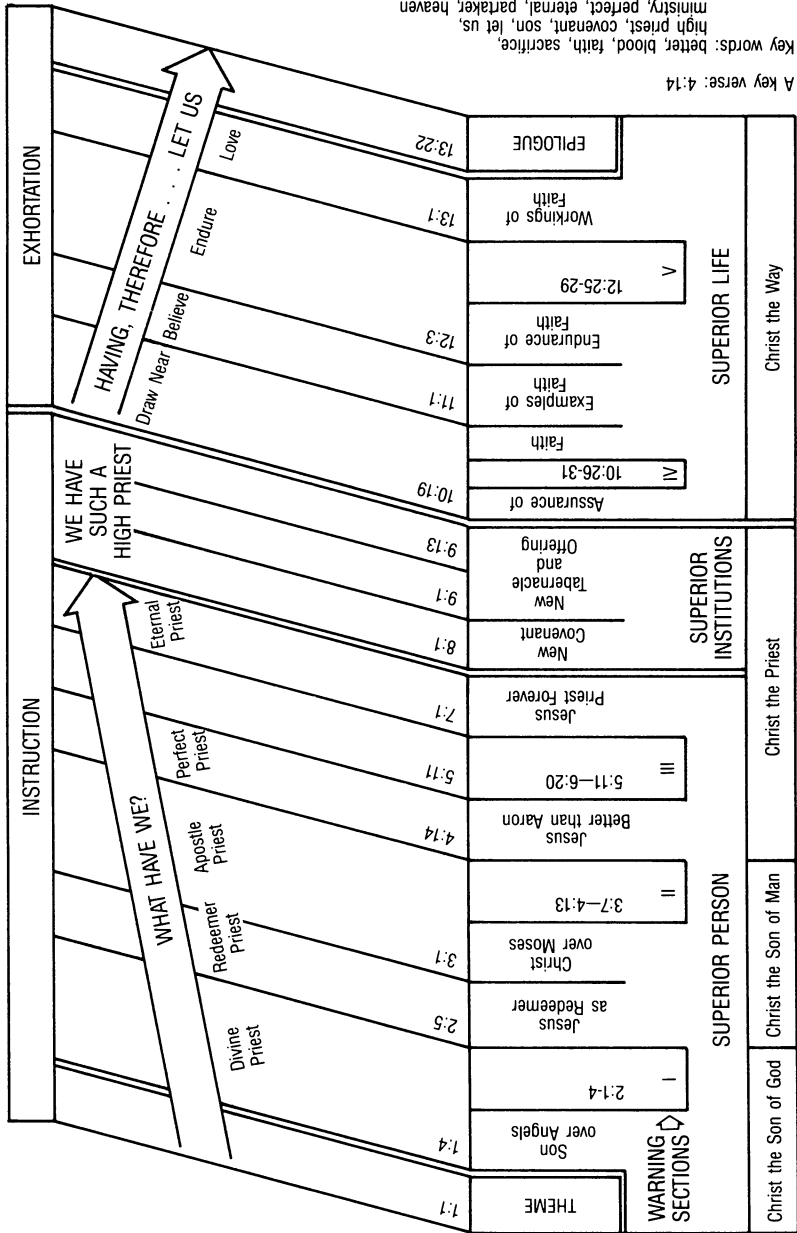 INSTRUCTION
EXHORTATION
WHAT HAVE WE?
WE HAVE
SUCH A
HIGH PRIEST
HAVING, THEREFORE . . . LET US
Divine
Priest
Redeemer
Priest
Apostle
Priest
Perfect
Priest
Eternal
Priest
Draw Near
Believe
Endure
Love
1:1
1:4
2:5
3:1
4:14
5:11
7:1
8:1
9:1
9:13
10:19
11:1
12:3
13:1
13:22
THEME
Son
over Angels
2:1-4
I
Jesus
as Redeemer
Christ
over Moses
3:7—4:13
II
Jesus
Better than Aaron
5:11—6:20
III
Jesus
Priest Forever
New
Covenant
New
Tabernacle
and
Offering
Assurance of
10:26-31
IV
Faith
Examples of
Faith
Endurance of
Faith
12:25-29
V
Workings of
Faith
EPILOGUE
WARNING
SECTIONS
SUPERIOR PERSON
SUPERIOR
INSTITUTIONS
SUPERIOR LIFE
Christ the Son of God
Christ the Son of Man
Christ the Priest
Christ the Way
A key verse: 4:14
Key words: better, blood, faith, sacrifice,
high priest, covenant, son, let us,
ministry, perfect, eternal, partaker, heaven